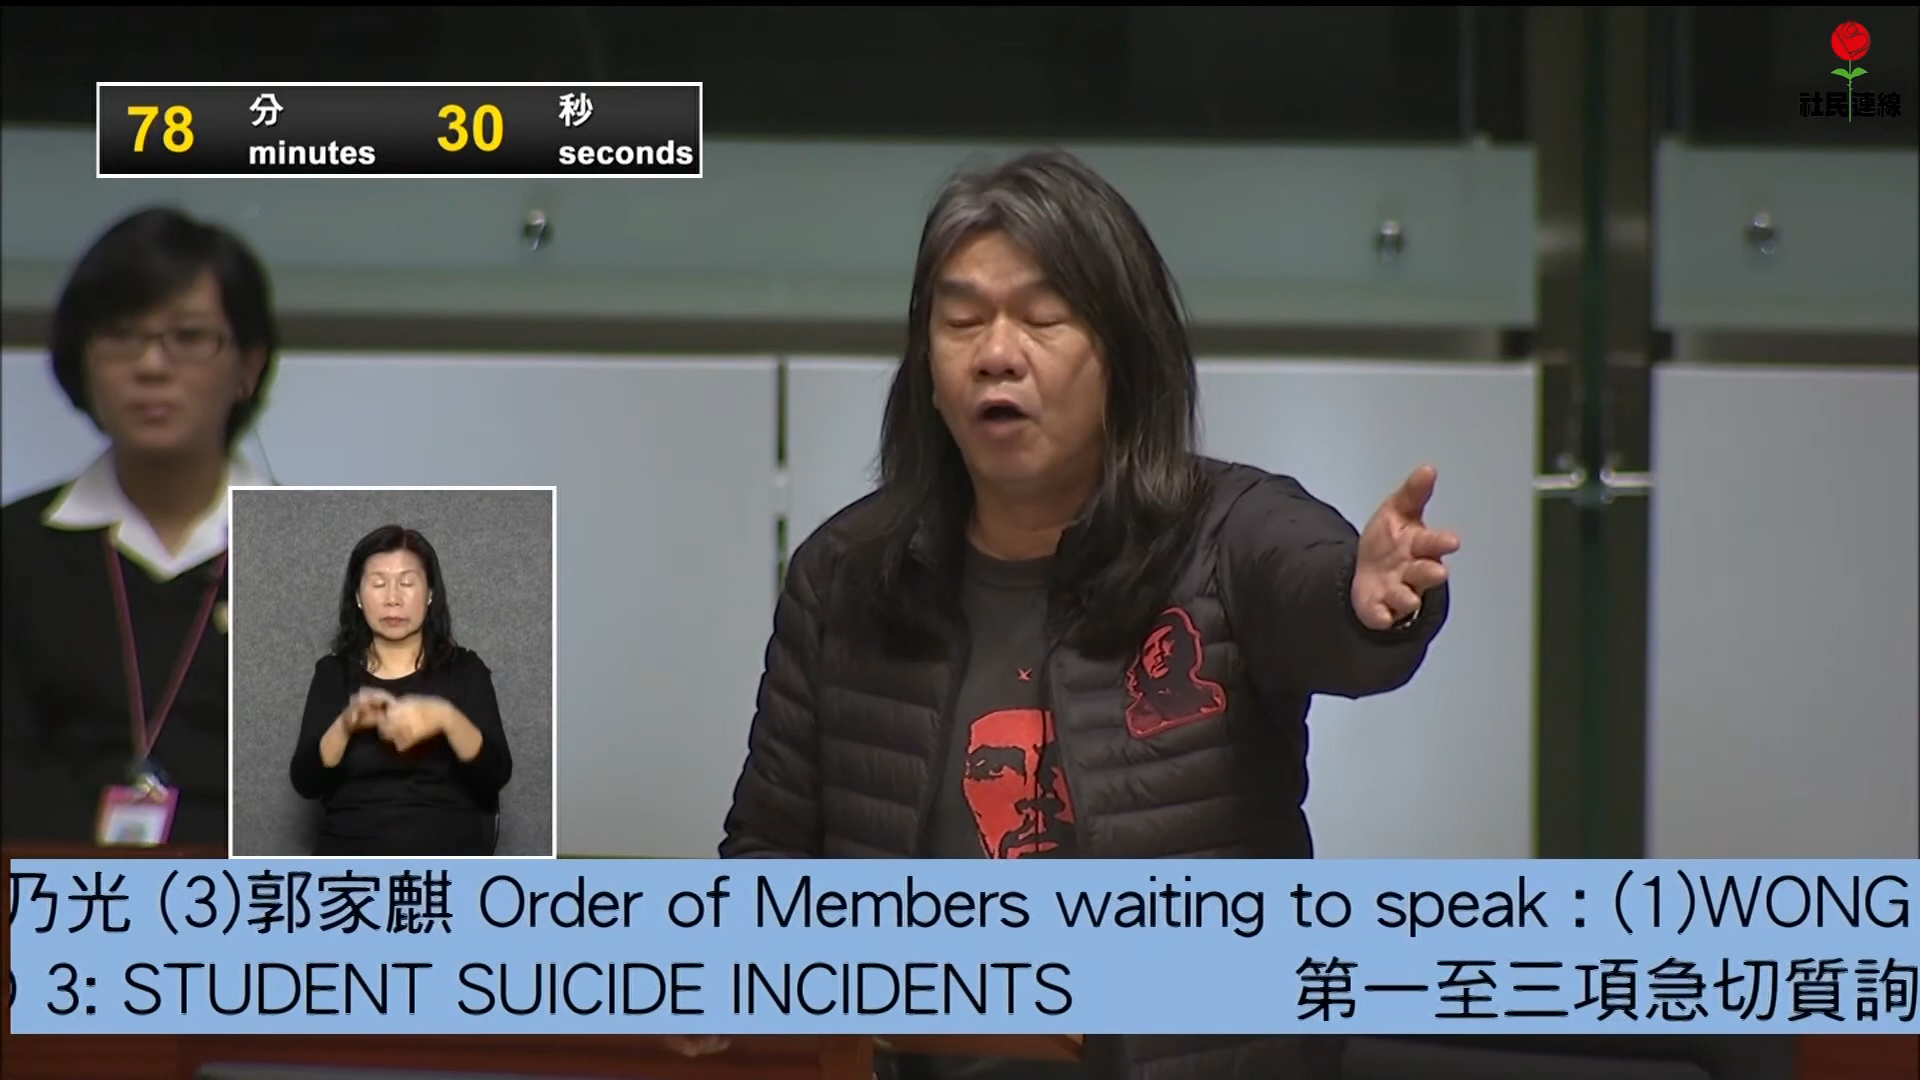 社民連線
78 分 30 秒
minutes seconds
乃光 (3)郭家麒 Order of Members waiting to speak : (1)WONG
3: STUDENT SUICIDE INCIDENTS 第一至三項急切質詢